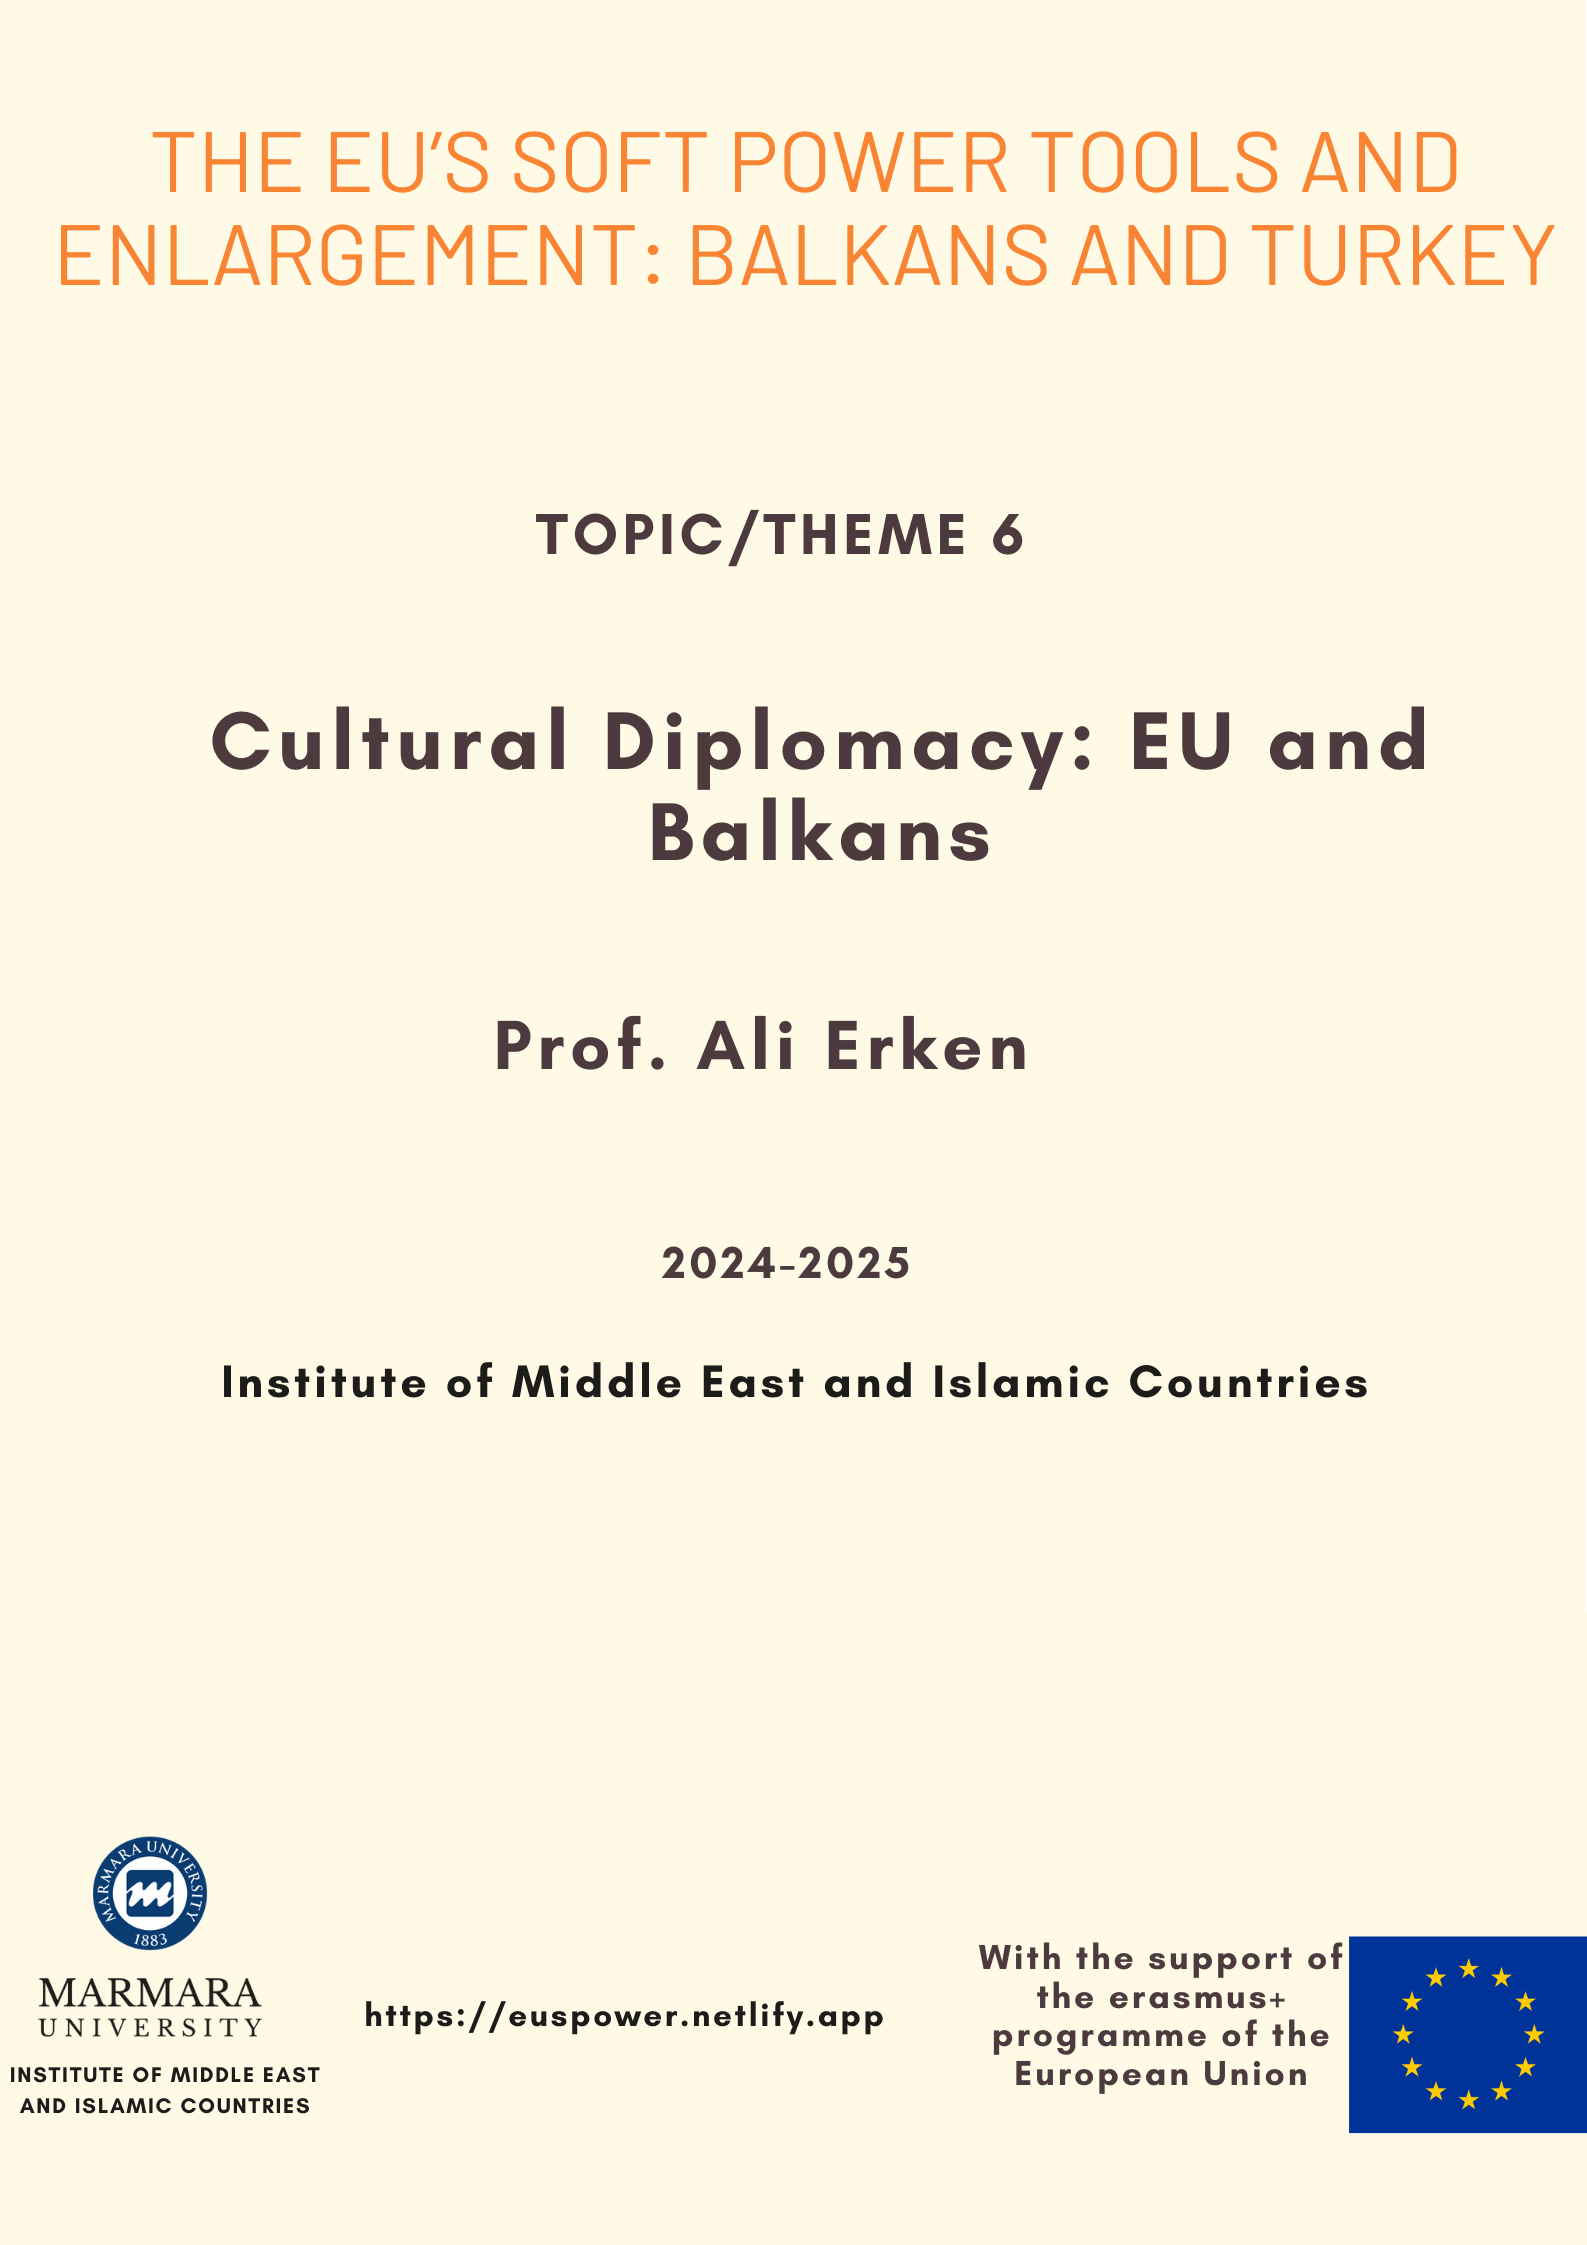 THE EU’S SOFT POWER TOOLS AND
ENLARGEMENT: BALKANS AND TURKEY
TOPIC/THEME 6
Cultural Diplomacy: EU and
Balkans
Prof. Ali Erken
2024-2025
Institute of Middle East and Islamic Countries
MARMARA UNIVERSITY
1883
MARMARA
UNIVERSITY
INSTITUTE OF MIDDLE EAST
AND ISLAMIC COUNTRIES
https://euspower.netlify.app
With the support of
the erasmus+
programme of the
European Union